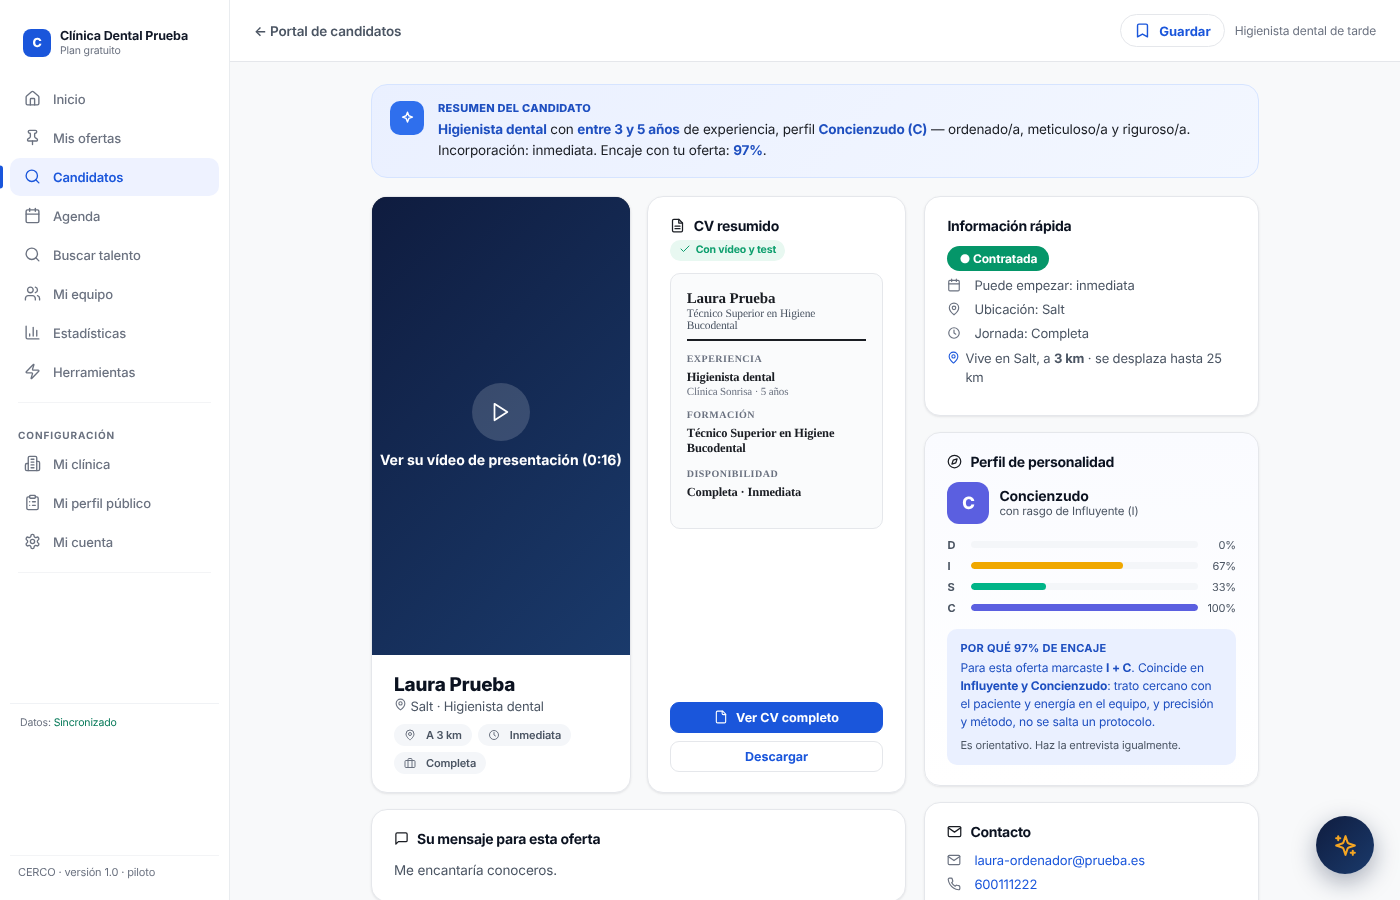 C
Clínica Dental Prueba
Plan gratuito
Inicio
Mis ofertas
Candidatos
Agenda
Buscar talento
Mi equipo
Estadísticas
Herramientas
CONFIGURACIÓN
Mi clínica
Mi perfil público
Mi cuenta
Datos: Sincronizado
CERCO · versión 1.0 · piloto
← Portal de candidatos
Guardar
Higienista dental de tarde
RESUMEN DEL CANDIDATO
Higienista dental con entre 3 y 5 años de experiencia, perfil Concienzudo (C) — ordenado/a, meticuloso/a y riguroso/a.
Incorporación: inmediata. Encaje con tu oferta: 97%.
Ver su vídeo de presentación (0:16)
Laura Prueba
Salt · Higienista dental
A 3 km
Inmediata
Completa
CV resumido
Con vídeo y test
Laura Prueba
Técnico Superior en Higiene
Bucodental
EXPERIENCIA
Higienista dental
Clínica Sonrisa · 5 años
FORMACIÓN
Técnico Superior en Higiene
Bucodental
DISPONIBILIDAD
Completa · Inmediata
Ver CV completo
Descargar
Su mensaje para esta oferta
Me encantaría conoceros.
Información rápida
Contratada
Puede empezar: inmediata
Ubicación: Salt
Jornada: Completa
Vive en Salt, a 3 km · se desplaza hasta 25
km
Perfil de personalidad
C
Concienzudo
con rasgo de Influyente (I)
D 0%
I 67%
S 33%
C 100%
POR QUÉ 97% DE ENCAJE
Para esta oferta marcaste I + C. Coincide en
Influyente y Concienzudo: trato cercano con
el paciente y energía en el equipo, y precisión
y método, no se salta un protocolo.
Es orientativo. Haz la entrevista igualmente.
Contacto
laura-ordenador@prueba.es
600111222